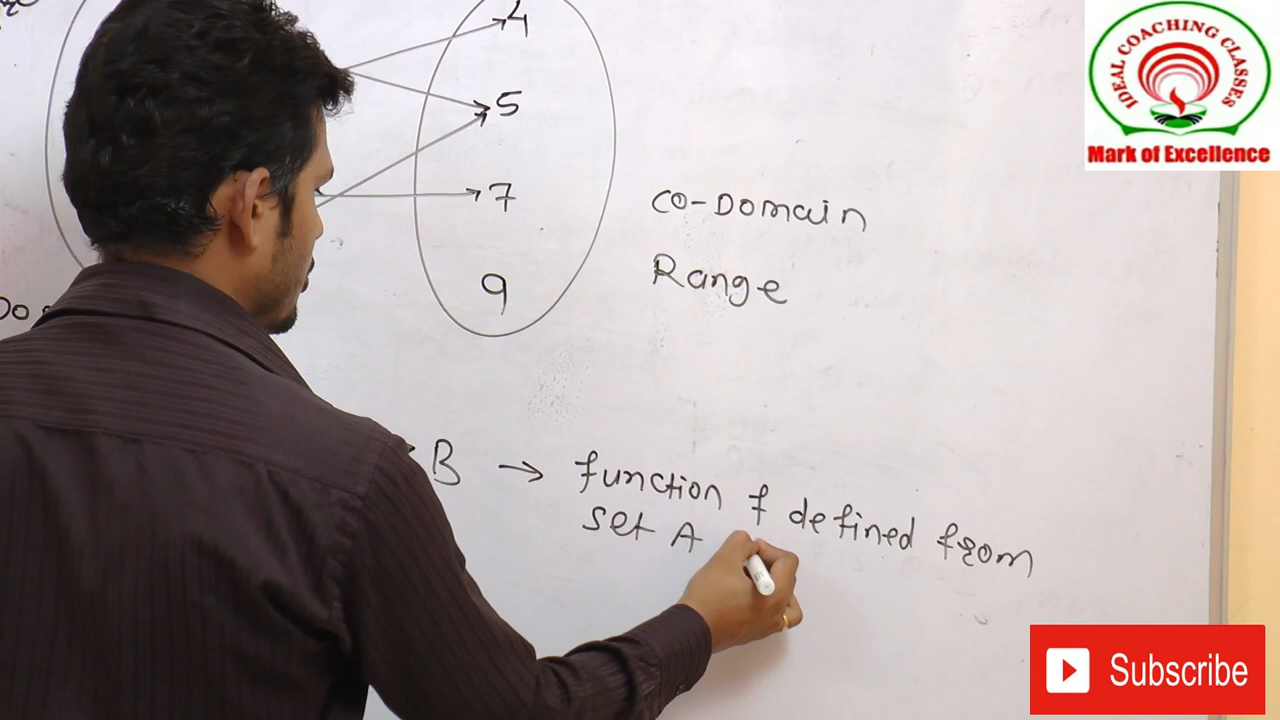 4
5
7
9
Co-Domain
Range
B → function f defined from
set A
IDEAL COACHING CLASSES
Mark of Excellence
Subscribe